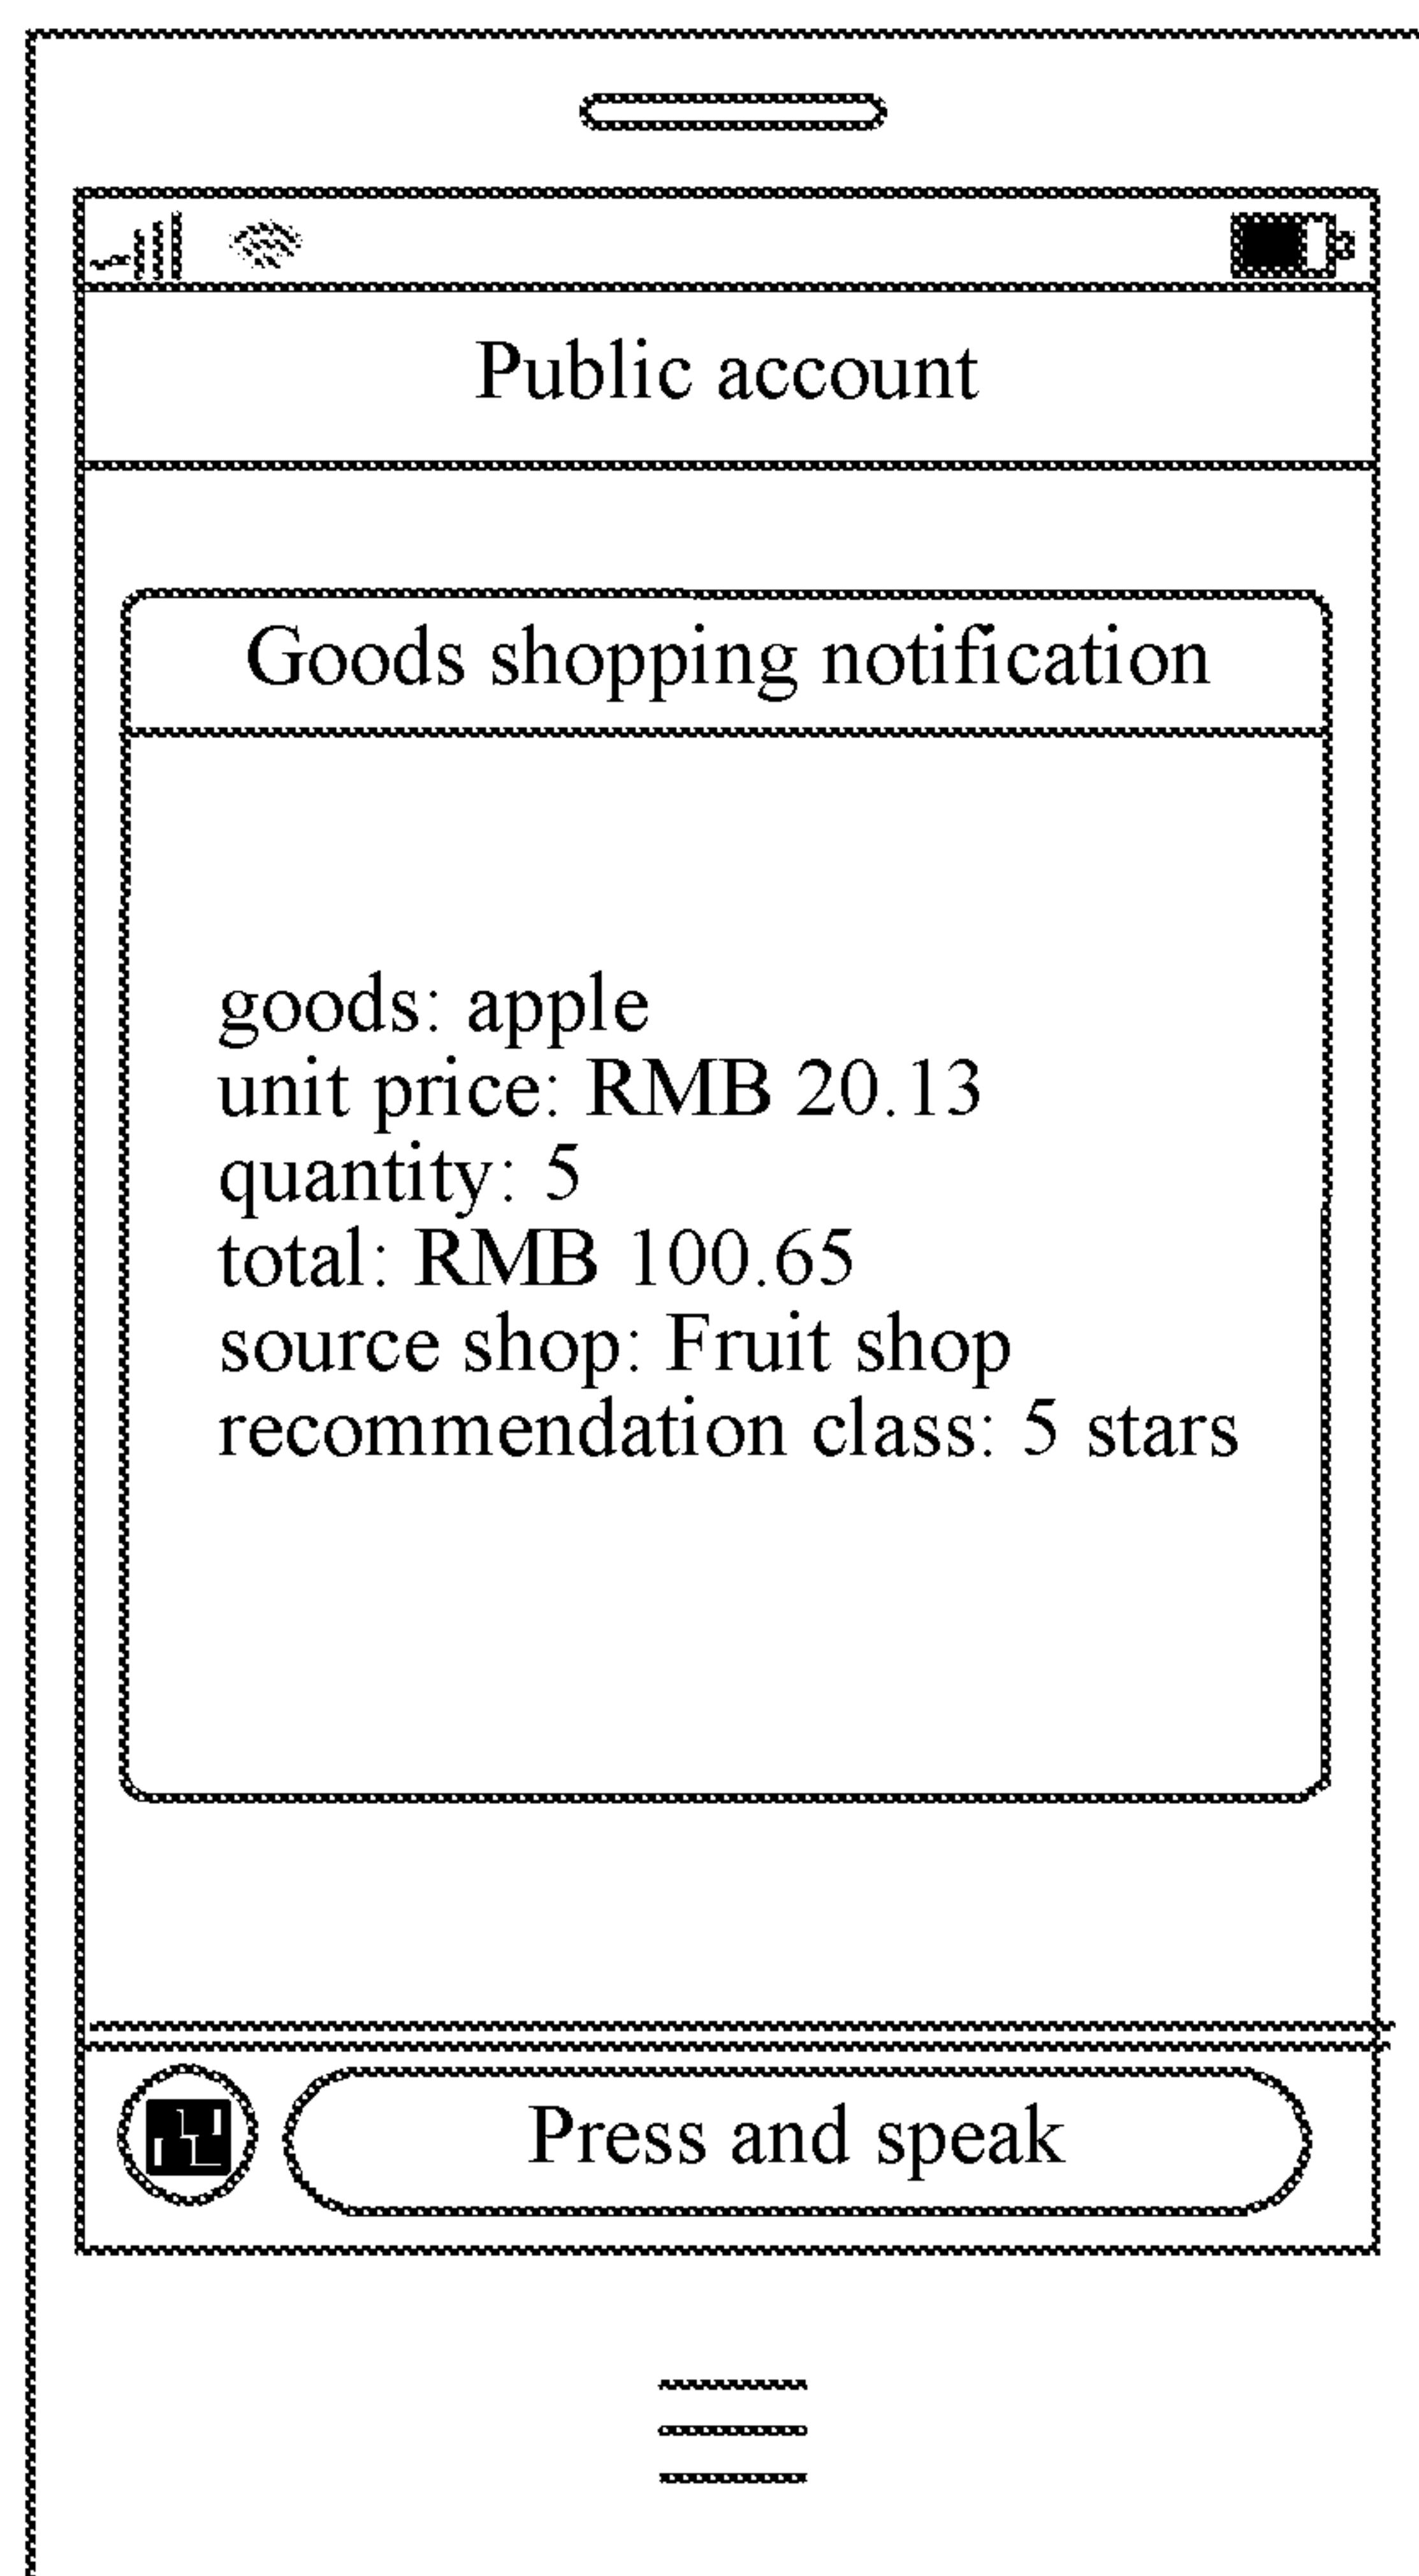 Public account
Goods shopping notification
goods: apple
unit price: RMB 20.13
quantity: 5
total: RMB 100.65
source shop: Fruit shop
recommendation class: 5 stars
Press and speak